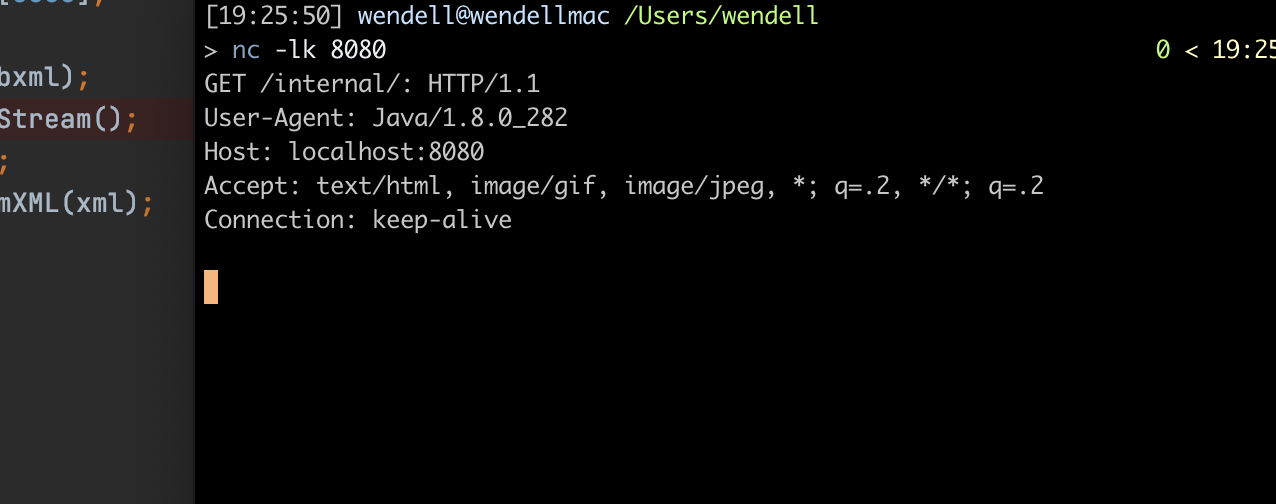 [19:25:50] wendell@wendellmac /Users/wendell
> nc -lk 8080 0 < 19:25
GET /internal/: HTTP/1.1
User-Agent: Java/1.8.0_282
Host: localhost:8080
Accept: text/html, image/gif, image/jpeg, *; q=.2, */*; q=.2
Connection: keep-alive
bxml);
Stream();
;
mXML(xml);